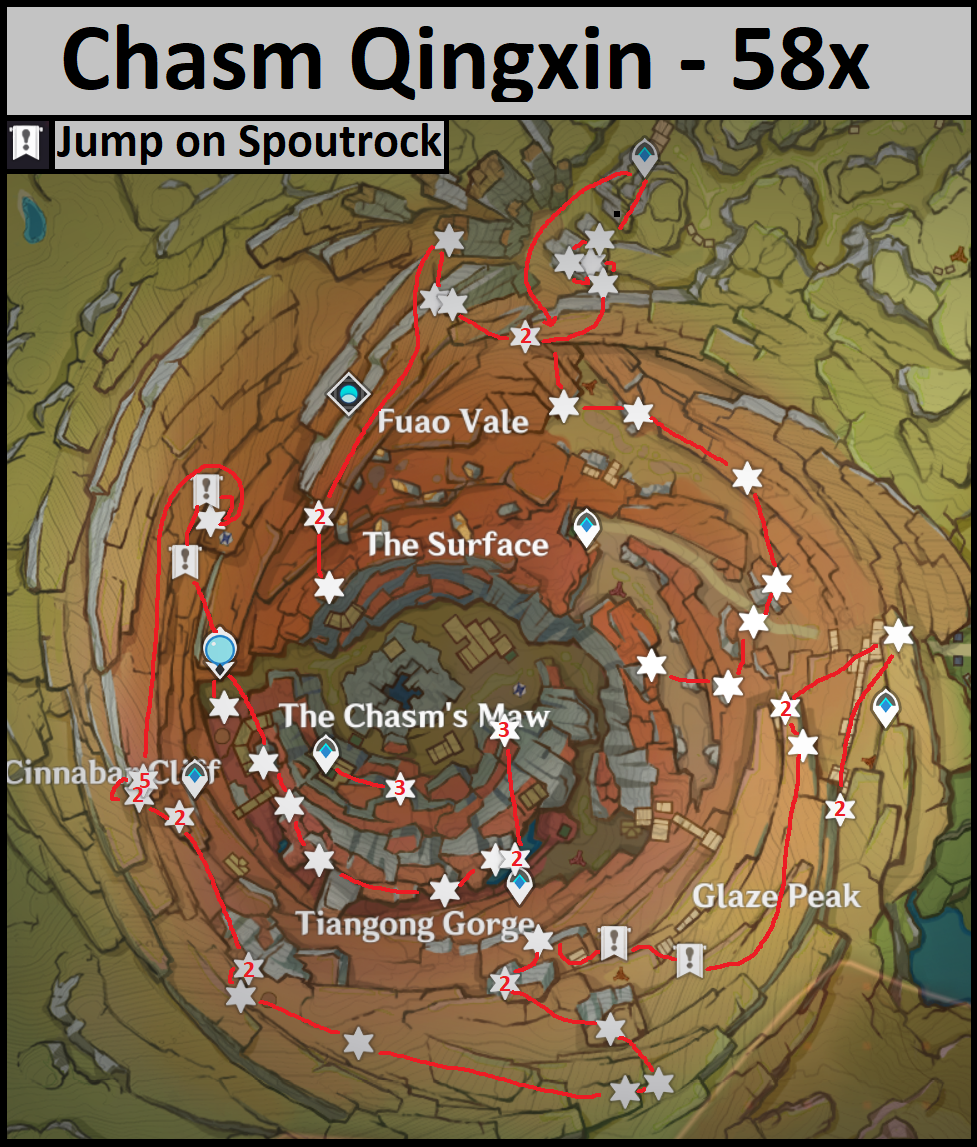 Chasm Qingxin - 58x
Jump on Spoutrock
2
Fuao Vale
2
The Surface
The Chasm's Maw
2
3
Cinnabar Cliff
5
2
3
2
2
2
Glaze Peak
Tiangong Gorge
2
2